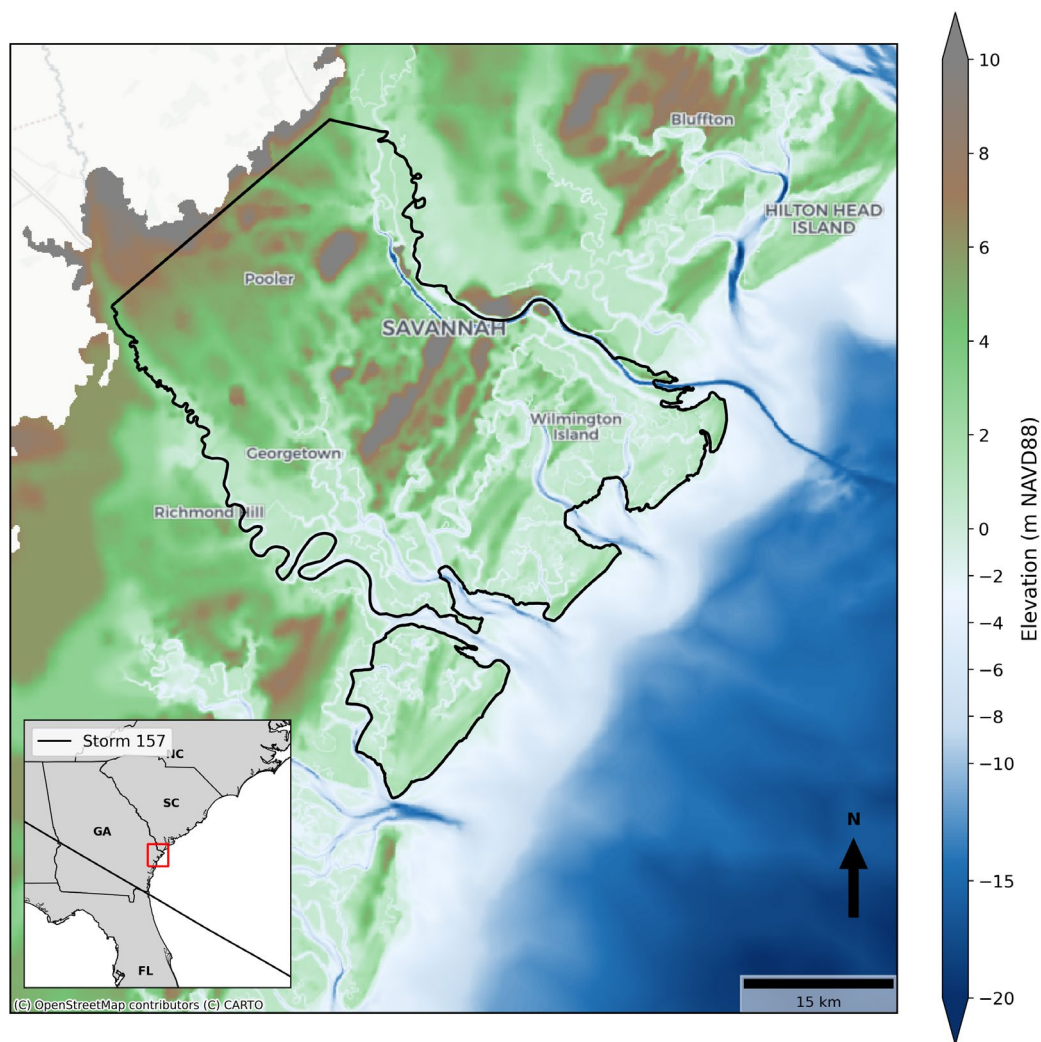 Bluffton
HILTON HEAD
ISLAND
Pooler
SAVANNAH
Wilmington
Island
Georgetown
Richmond Hill
Storm 157
NC
SC
GA
FL
N
15 km
(C) OpenStreetMap contributors (C) CARTO
10
8
6
4
2
0
−2
−4
−6
−8
−10
−15
−20
Elevation (m NAVD88)